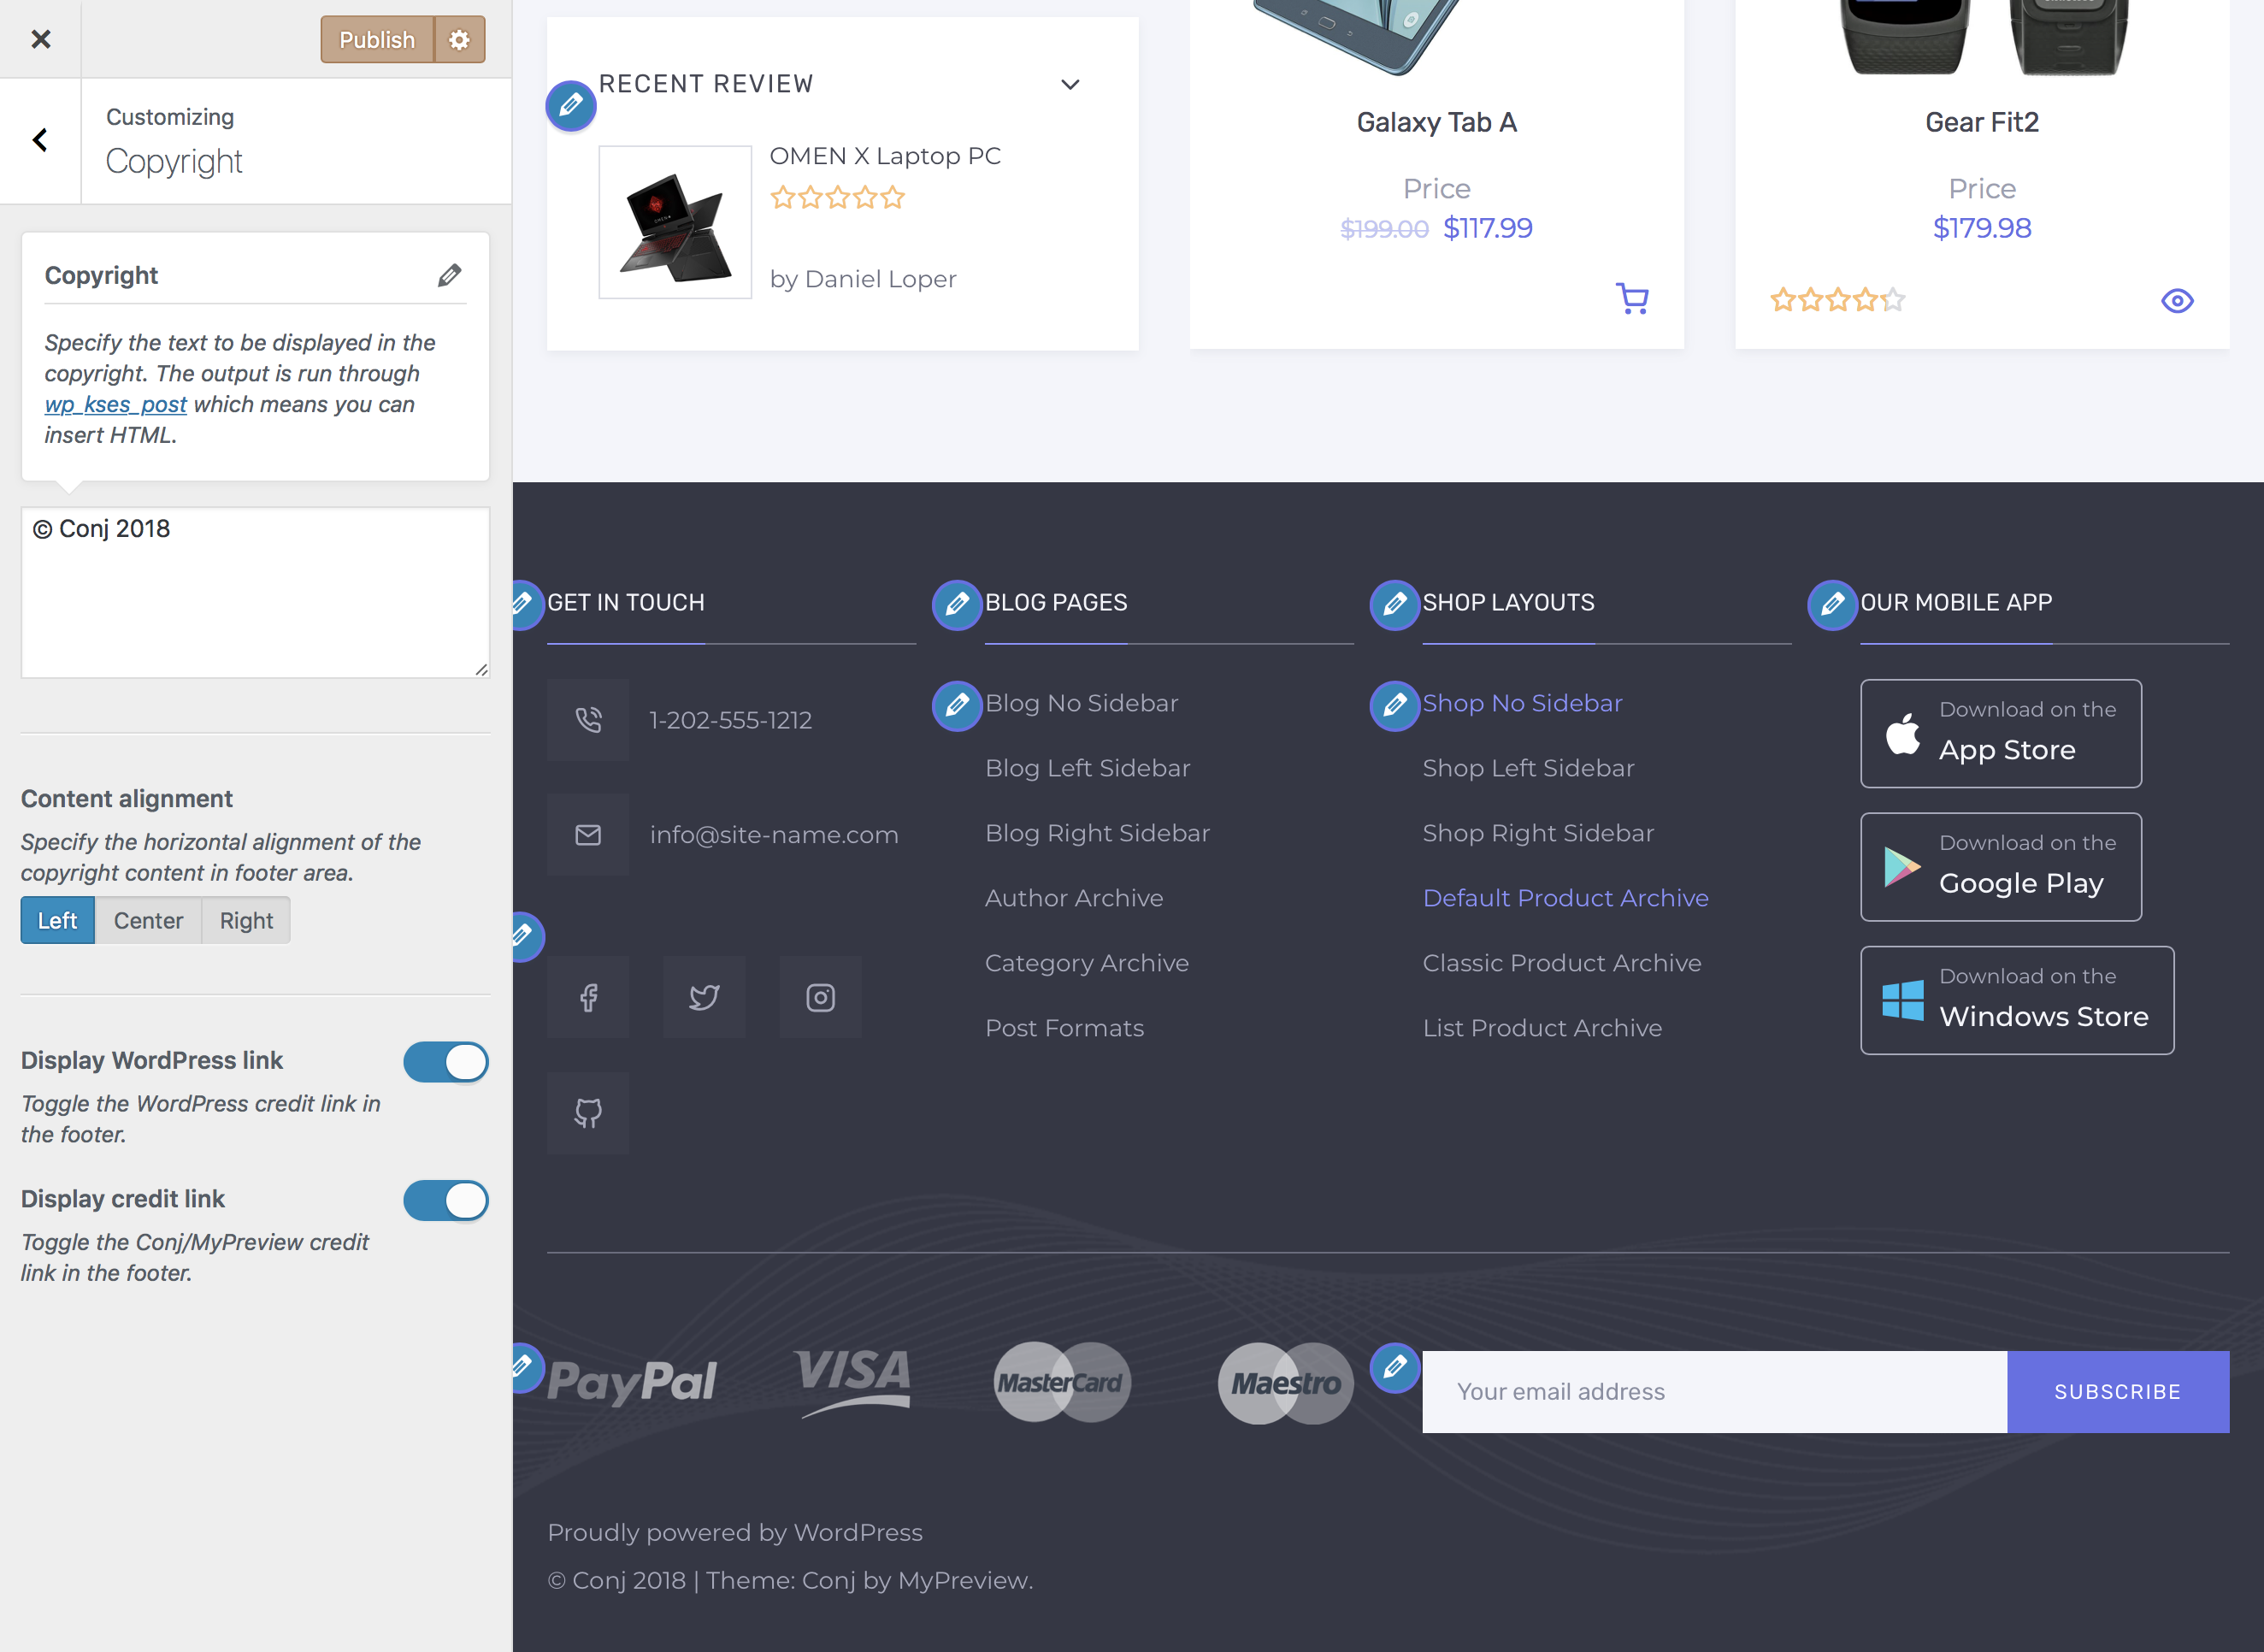 Publish
Customizing
Copyright
Copyright
Specify the text to be displayed in the
copyright. The output is run through
wp_kses_post which means you can
insert HTML.
© Conj 2018
Content alignment
Specify the horizontal alignment of the
copyright content in footer area.
Left Center Right
Display WordPress link
Toggle the WordPress credit link in
the footer.
Display credit link
Toggle the Conj/MyPreview credit
link in the footer.
RECENT REVIEW
OMEN X Laptop PC
by Daniel Loper
Galaxy Tab A
Price
$199.00 $117.99
Gear Fit2
Price
$179.98
GET IN TOUCH
1-202-555-1212
info@site-name.com
BLOG PAGES
Blog No Sidebar
Blog Left Sidebar
Blog Right Sidebar
Author Archive
Category Archive
Post Formats
SHOP LAYOUTS
Shop No Sidebar
Shop Left Sidebar
Shop Right Sidebar
Default Product Archive
Classic Product Archive
List Product Archive
OUR MOBILE APP
Download on the
App Store
Download on the
Google Play
Download on the
Windows Store
PayPal VISA MasterCard Maestro
Your email address SUBSCRIBE
Proudly powered by WordPress
© Conj 2018 | Theme: Conj by MyPreview.